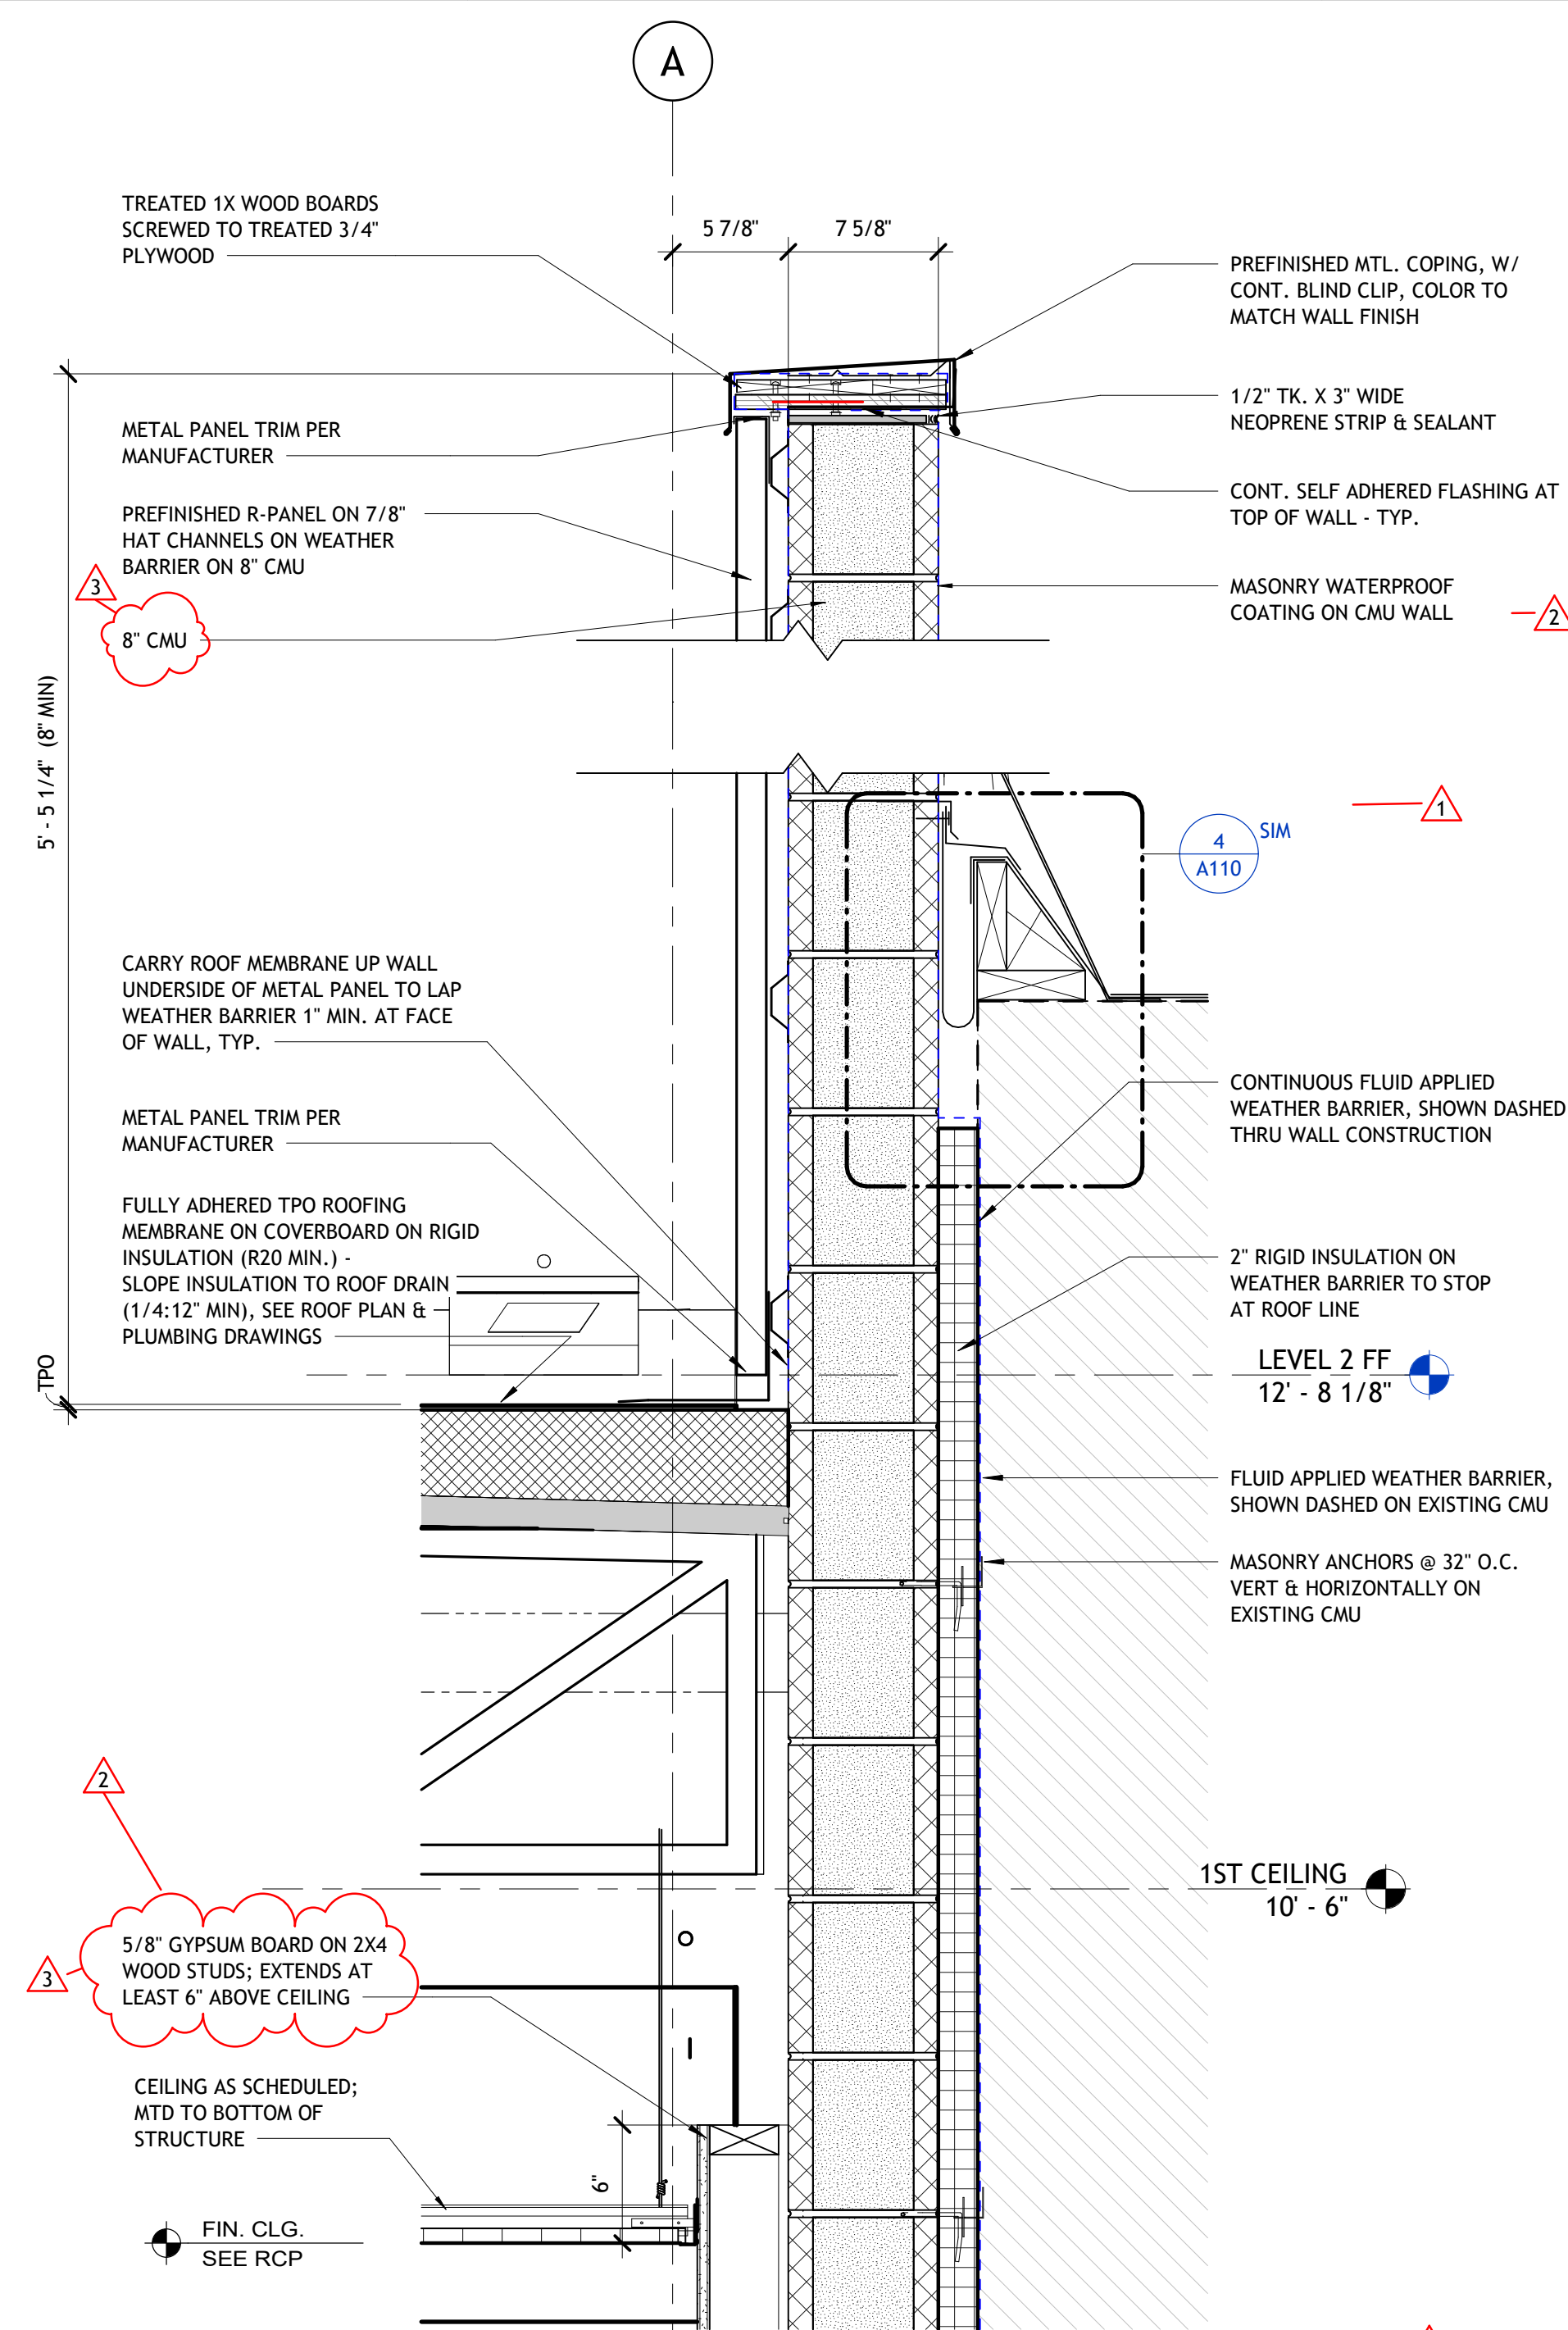 A
TREATED 1X WOOD BOARDS
SCREWED TO TREATED 3/4"
PLYWOOD
5 7/8"
7 5/8"
PREFINISHED MTL. COPING, W/
CONT. BLIND CLIP, COLOR TO
MATCH WALL FINISH
1/2" TK. X 3" WIDE
NEOPRENE STRIP & SEALANT
METAL PANEL TRIM PER
MANUFACTURER
CONT. SELF ADHERED FLASHING AT
TOP OF WALL - TYP.
PREFINISHED R-PANEL ON 7/8"
HAT CHANNELS ON WEATHER
BARRIER ON 8" CMU
3
8" CMU
MASONRY WATERPROOF
COATING ON CMU WALL
2
5' - 5 1/4" (8" MIN)
1
4
A110
SIM
CARRY ROOF MEMBRANE UP WALL
UNDERSIDE OF METAL PANEL TO LAP
WEATHER BARRIER 1" MIN. AT FACE
OF WALL, TYP.
CONTINUOUS FLUID APPLIED
WEATHER BARRIER, SHOWN DASHED
THRU WALL CONSTRUCTION
METAL PANEL TRIM PER
MANUFACTURER
FULLY ADHERED TPO ROOFING
MEMBRANE ON COVERBOARD ON RIGID
INSULATION (R20 MIN.) -
SLOPE INSULATION TO ROOF DRAIN
(1/4:12" MIN), SEE ROOF PLAN &
PLUMBING DRAWINGS
2" RIGID INSULATION ON
WEATHER BARRIER TO STOP
AT ROOF LINE
TPO
LEVEL 2 FF
12' - 8 1/8"
FLUID APPLIED WEATHER BARRIER,
SHOWN DASHED ON EXISTING CMU
MASONRY ANCHORS @ 32" O.C.
VERT & HORIZONTALLY ON
EXISTING CMU
2
1ST CEILING
10' - 6"
3
5/8" GYPSUM BOARD ON 2X4
WOOD STUDS; EXTENDS AT
LEAST 6" ABOVE CEILING
CEILING AS SCHEDULED;
MTD TO BOTTOM OF
STRUCTURE
6"
FIN. CLG.
SEE RCP